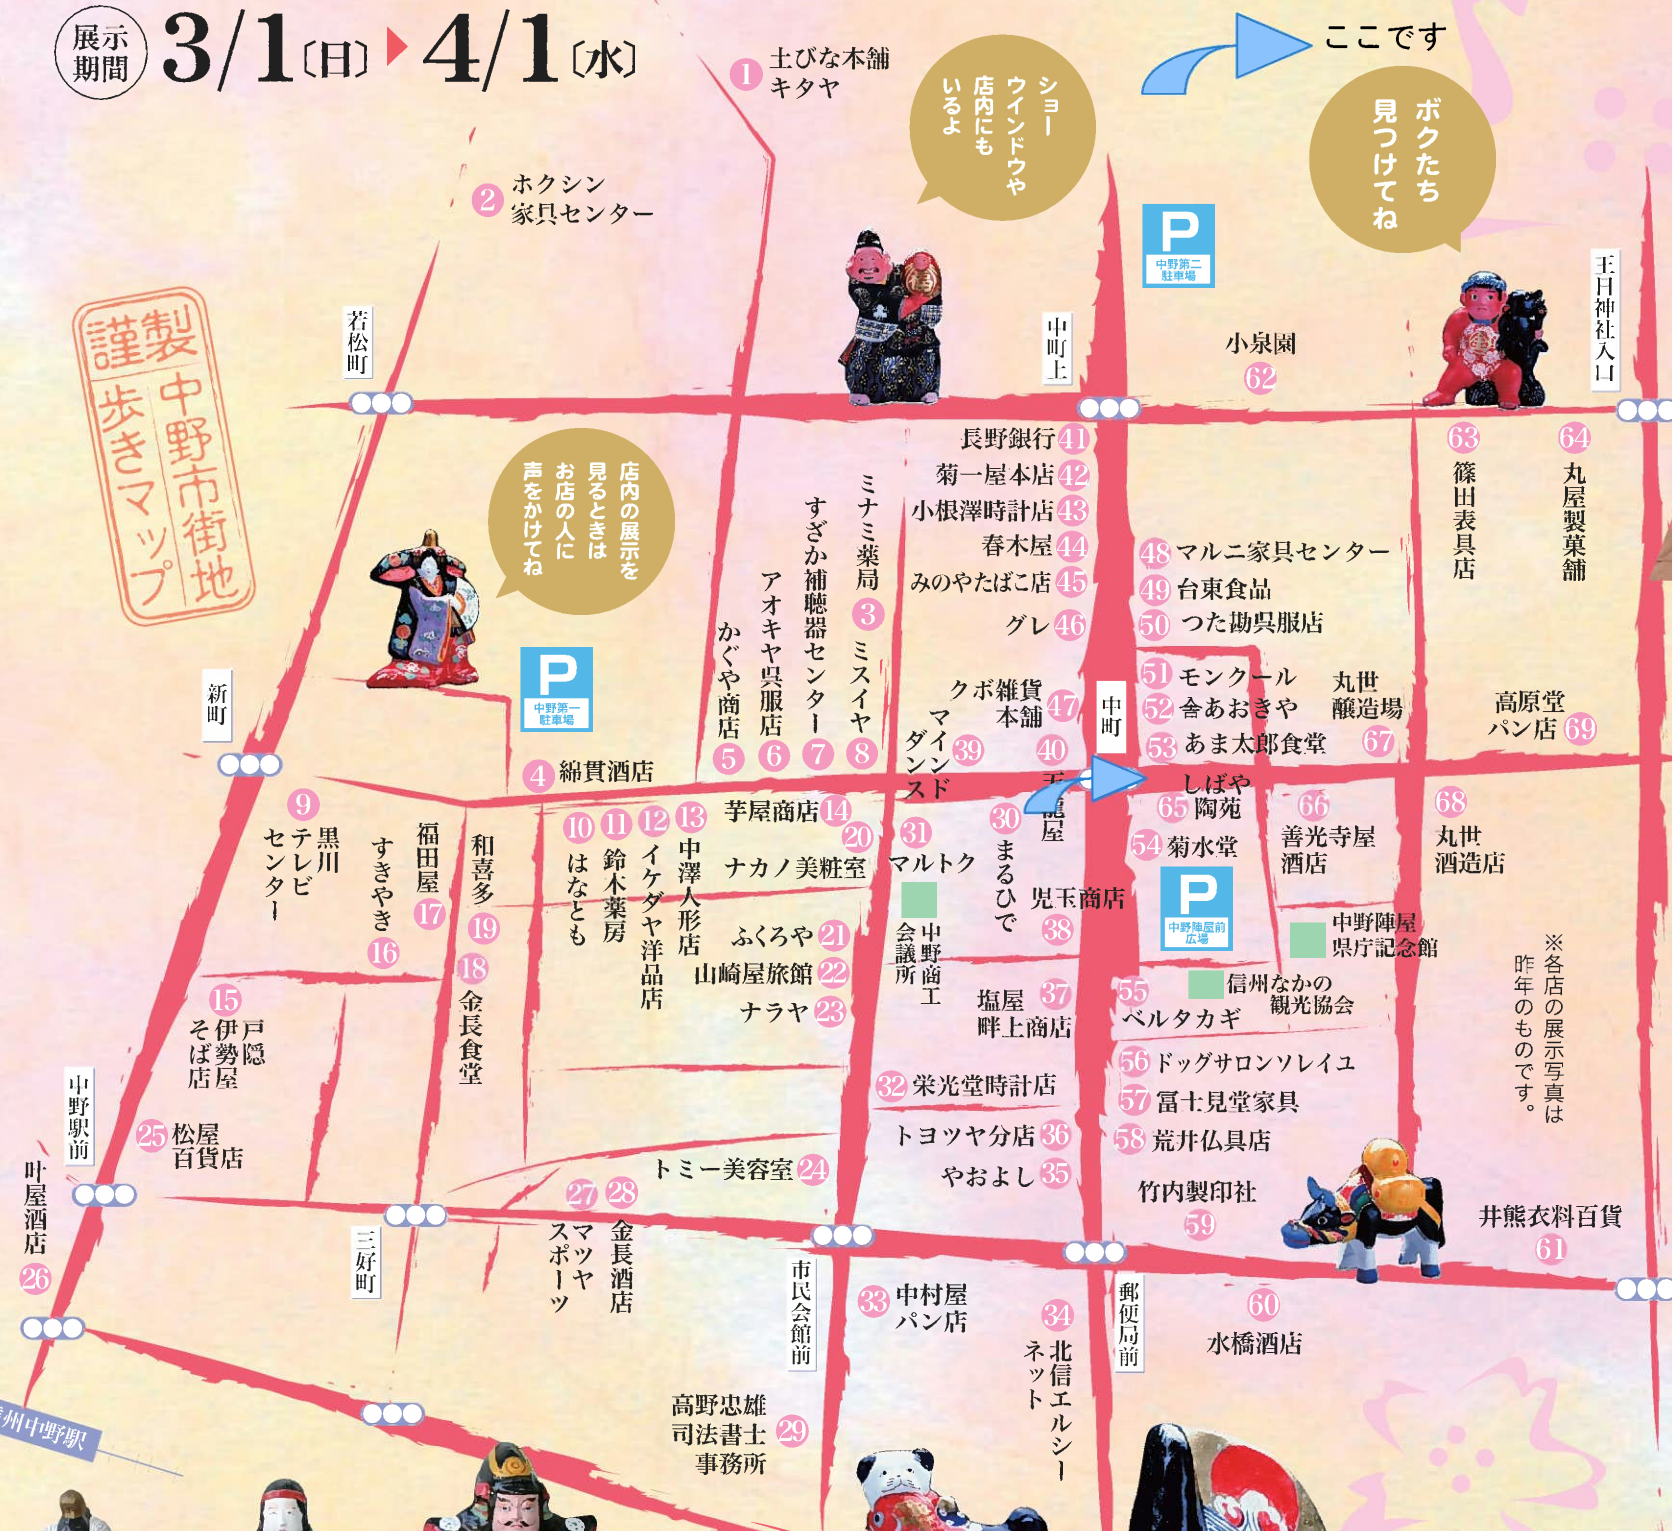 展示
期間
3/1〔日〕▶4/1〔水〕
ここです
1 土びな本舗
キタヤ
ショー
ウインドウや
店内にも
いるよ
ボクたち
見つけてね
2 ホクシン
家具センター
P
中野第二
駐車場
王日神社入口
謹製
中野市街地
歩きマップ
若松町
中町上
小泉園
62
長野銀行 41
菊一屋本店 42
小根澤時計店 43
春木屋 44
みのやたばこ店 45
グレ 46
クボ雑貨
本舗 47
63
篠田表具店
64
丸屋製菓舗
店内の展示を
見るときは
お店の人に
声をかけてね
ミナミ薬局 3
すざか補聴器センター 7
アオキヤ呉服店 6
かぐや商店 5
ミスイヤ 8
48 マルニ家具センター
49 台東食品
50 つた勘呉服店
51 モンクール
52 あおきや
53 あま太郎食堂
丸世
醸造場
67
高原堂
パン店 69
P
中野第一
駐車場
新町
中町
マインド
ダンス
39
40
屋
4 綿貫酒店
9
黒川
テレビ
センター
すきやき
16
福田屋
17
和喜多
19
10
はなとも
11
鈴木薬房
12
イケダヤ洋品店
13
中澤人形店
芋屋商店 14
20
ナカノ美粧室
31
マルトク
30
まるひで
しばや
65 陶苑
66
善光寺屋
酒店
68
丸世
酒造店
54 菊水堂
児玉商店
38
P
中野陣屋前
広場
中野陣屋
県庁記念館
信州なかの
観光協会
ふくろや 21
山崎屋旅館 22
ナラヤ 23
中野商工
会議所
18
金長食堂
15
戸隠
伊勢屋
そば店
塩屋 37
畔上商店
55
ベルタカギ
56 ドッグサロンソレイユ
57 冨士見堂家具
58 荒井仏具店
※各店の展示写真は
昨年のものです。
32 栄光堂時計店
トヨツヤ分店 36
やおよし 35
中野駅前
25 松屋
百貨店
叶屋酒店
26
トミー美容室 24
27
マツヤ
スポーツ
28
金長酒店
竹内製印社
59
井熊衣料百貨
61
三好町
市民会館前
33 中村屋
パン店
34
北信エルシー
ネット
郵便局前
60
水橋酒店
高野忠雄
司法書士
事務所
29
州中野駅